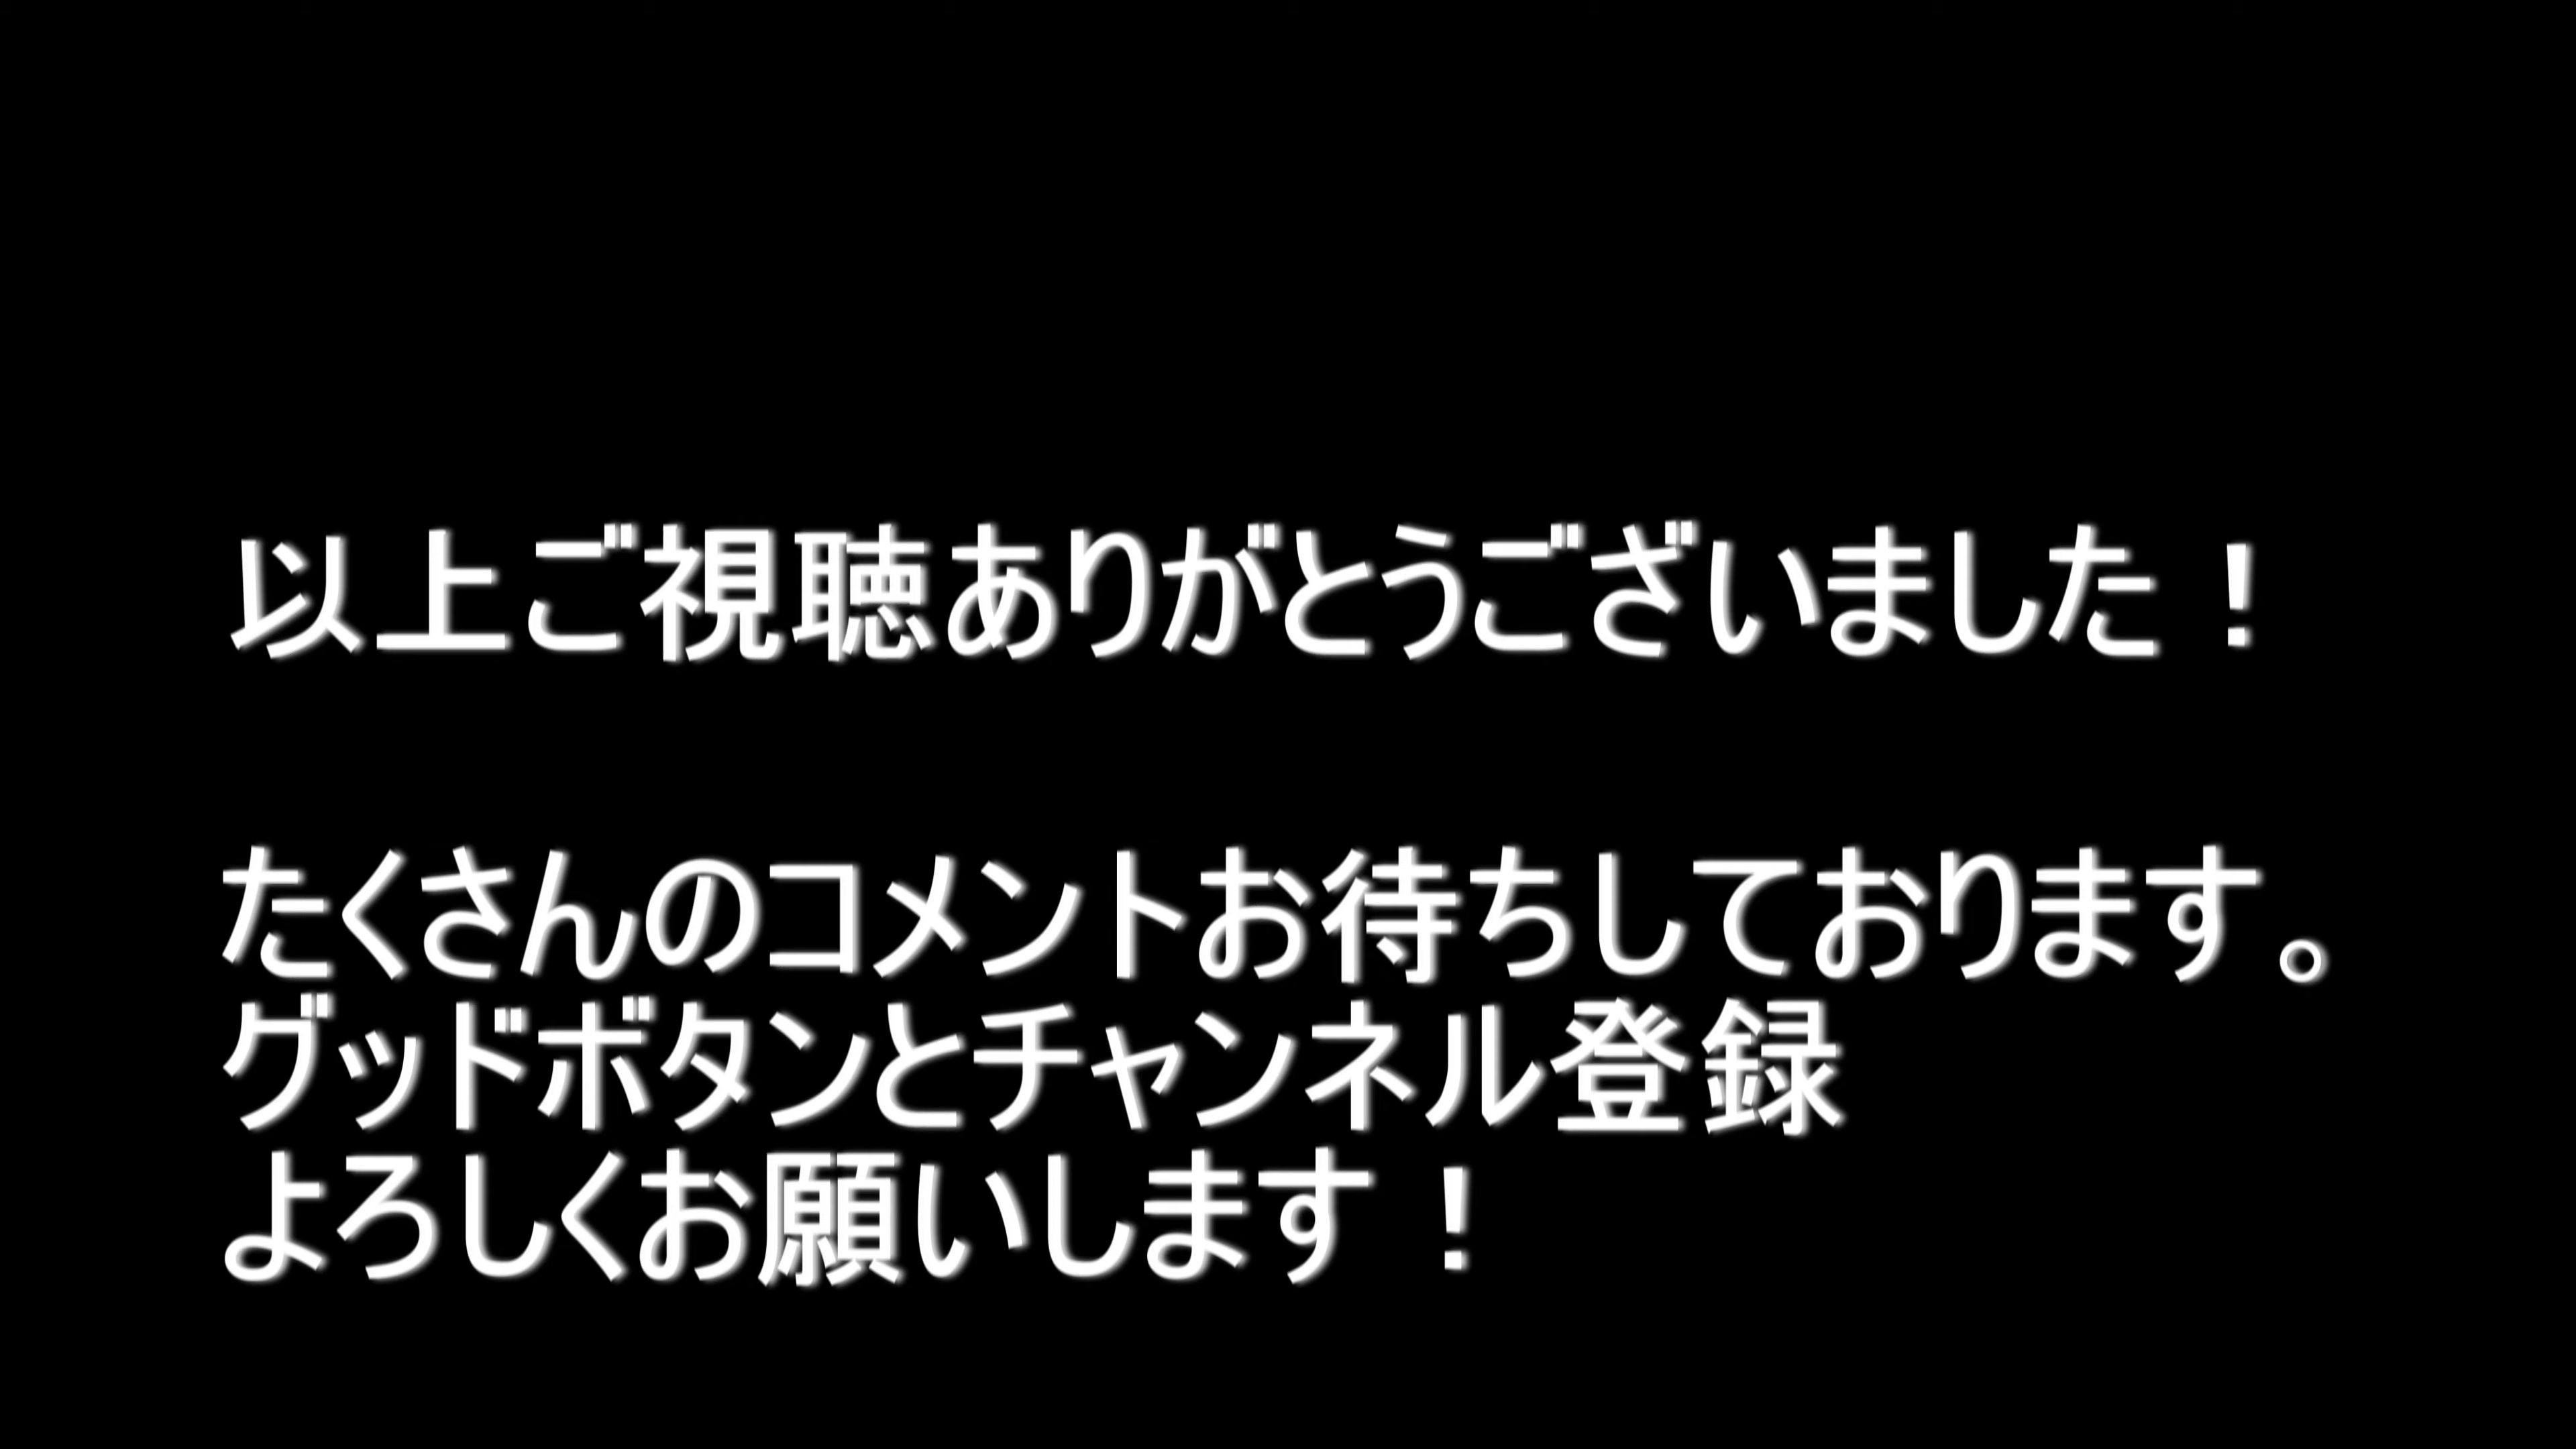 以上ご視聴ありがとうございました！
たくさんのコメントお待ちしております。
グッドボタンとチャンネル登録
よろしくお願いします！